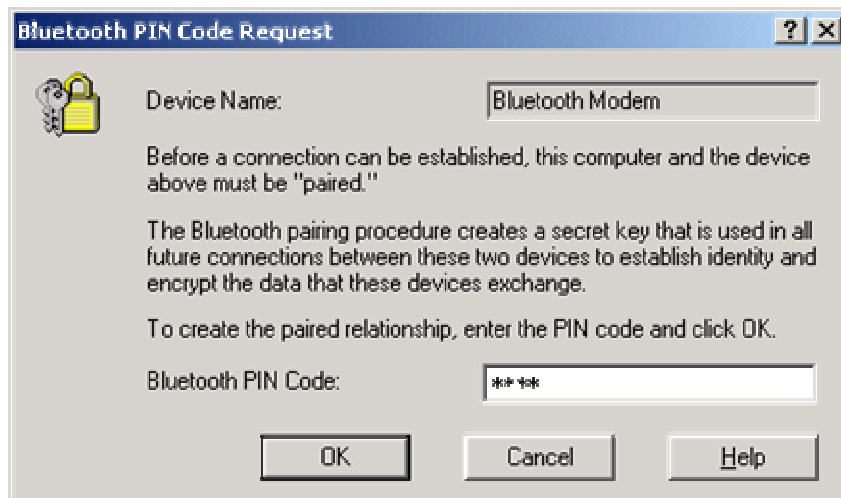 Bluetooth PIN Code Request
Device Name: Bluetooth Modem
Before a connection can be established, this computer and the device
above must be "paired."
The Bluetooth pairing procedure creates a secret key that is used in all
future connections between these two devices to establish identity and
encrypt the data that these devices exchange.
To create the paired relationship, enter the PIN code and click OK.
Bluetooth PIN Code: ****
OK Cancel Help